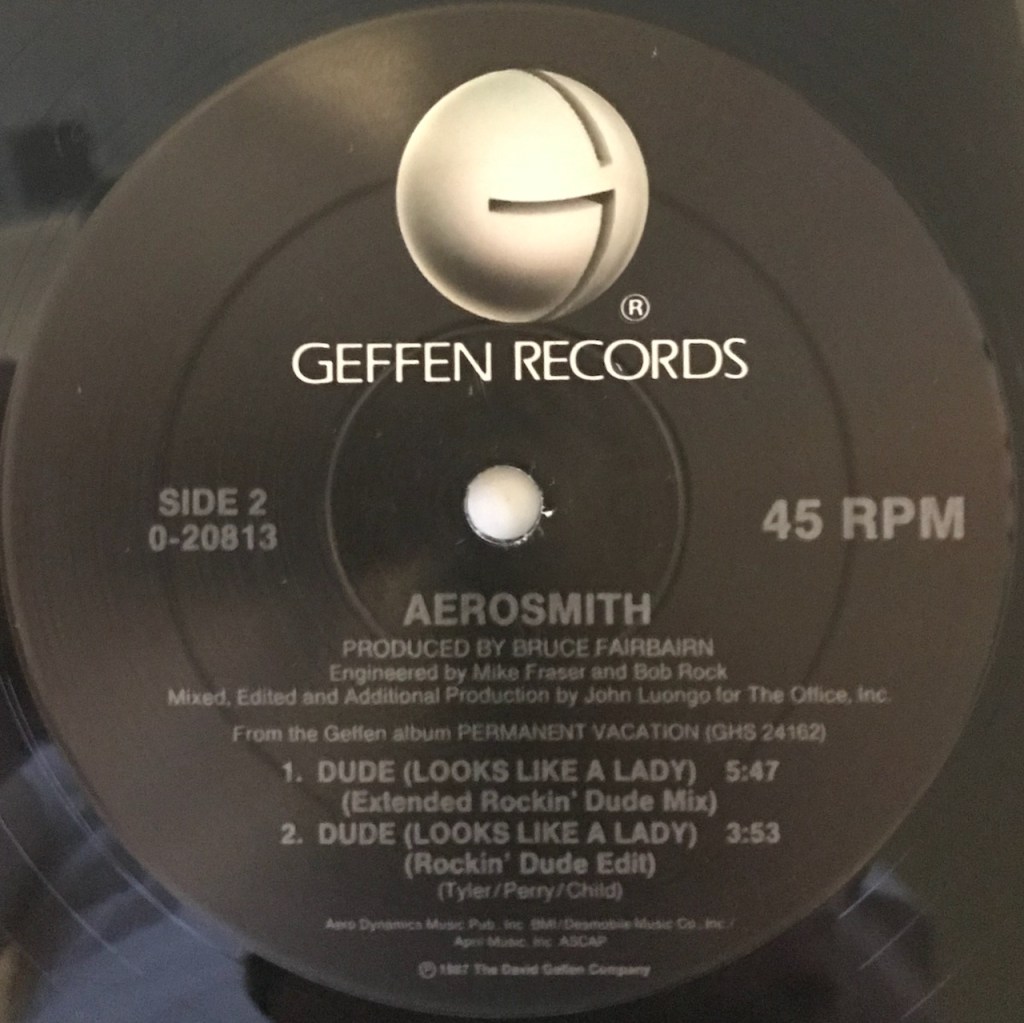 ®
GEFFEN RECORDS
SIDE 2
0-20813
45 RPM
AEROSMITH
PRODUCED BY BRUCE FAIRBAIRN
Engineered by Mike Fraser and Bob Rock
Mixed, Edited and Additional Production by John Luongo for The Office, Inc.
From the Geffen album PERMANENT VACATION (GHS 24162)
1. DUDE (LOOKS LIKE A LADY) 5:47
(Extended Rockin' Dude Mix)
2. DUDE (LOOKS LIKE A LADY) 3:53
(Rockin' Dude Edit)
(Tyler/Perry/Child)
Aero Dynamics Music Pub. Inc. BMI/Desmobile Music Co., Inc./
April Music, Inc. ASCAP
℗ 1987 The David Geffen Company